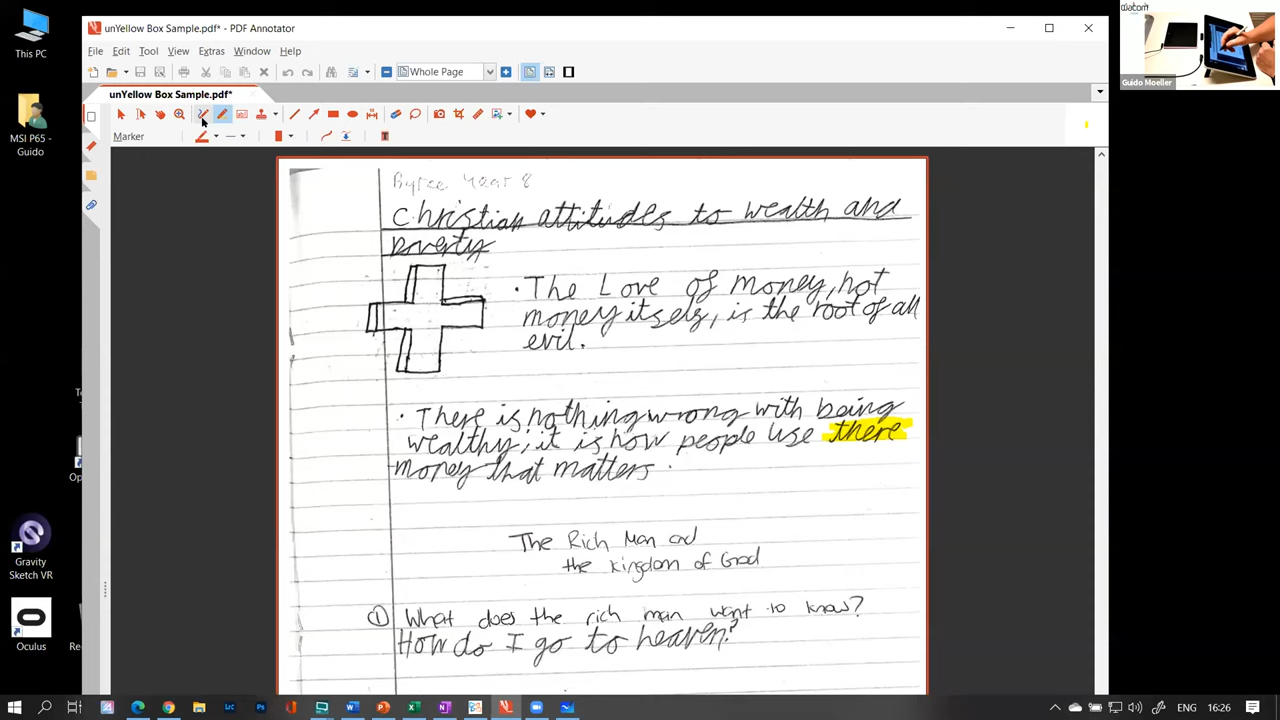 This PC
MSI P65 -
Guido
Gravity
Sketch VR
Oculus
unYellow Box Sample.pdf* - PDF Annotator
File Edit Tool View Extras Window Help
Whole Page
unYellow Box Sample.pdf*
Marker
Year 8
Christian attitudes to wealth and
poverty
· The Love of money, not
money itself, is the root of all
evil.
· There is nothing wrong with being
wealthy; it is how people use there
money that matters.
The Rich Man and
the Kingdom of God
① What does the rich man want to know?
How do I go to heaven?
wacom
Guido Moeller
16:26